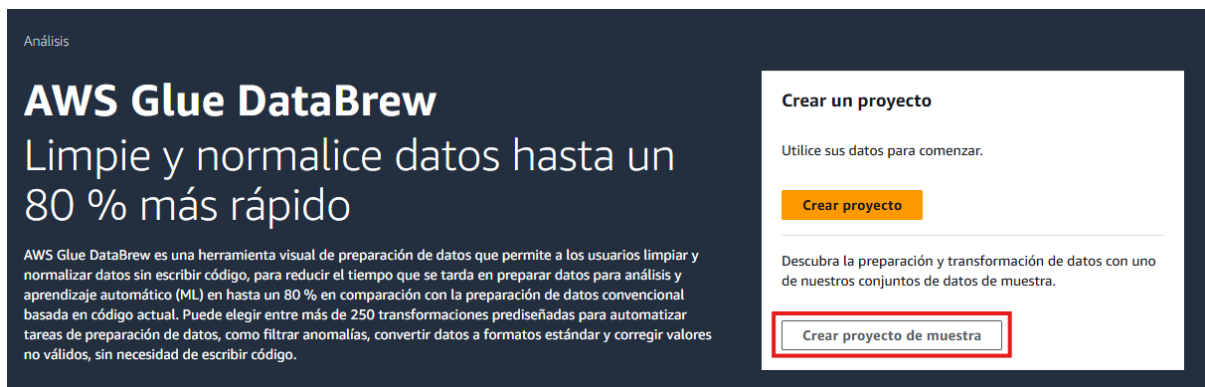 Análisis
AWS Glue DataBrew
Limpie y normalice datos hasta un
80 % más rápido
AWS Glue DataBrew es una herramienta visual de preparación de datos que permite a los usuarios limpiar y
normalizar datos sin escribir código, para reducir el tiempo que se tarda en preparar datos para análisis y
aprendizaje automático (ML) en hasta un 80 % en comparación con la preparación de datos convencional
basada en código actual. Puede elegir entre más de 250 transformaciones prediseñadas para automatizar
tareas de preparación de datos, como filtrar anomalías, convertir datos a formatos estándar y corregir valores
no válidos, sin necesidad de escribir código.
Crear un proyecto
Utilice sus datos para comenzar.
Crear proyecto
Descubra la preparación y transformación de datos con uno
de nuestros conjuntos de datos de muestra.
Crear proyecto de muestra